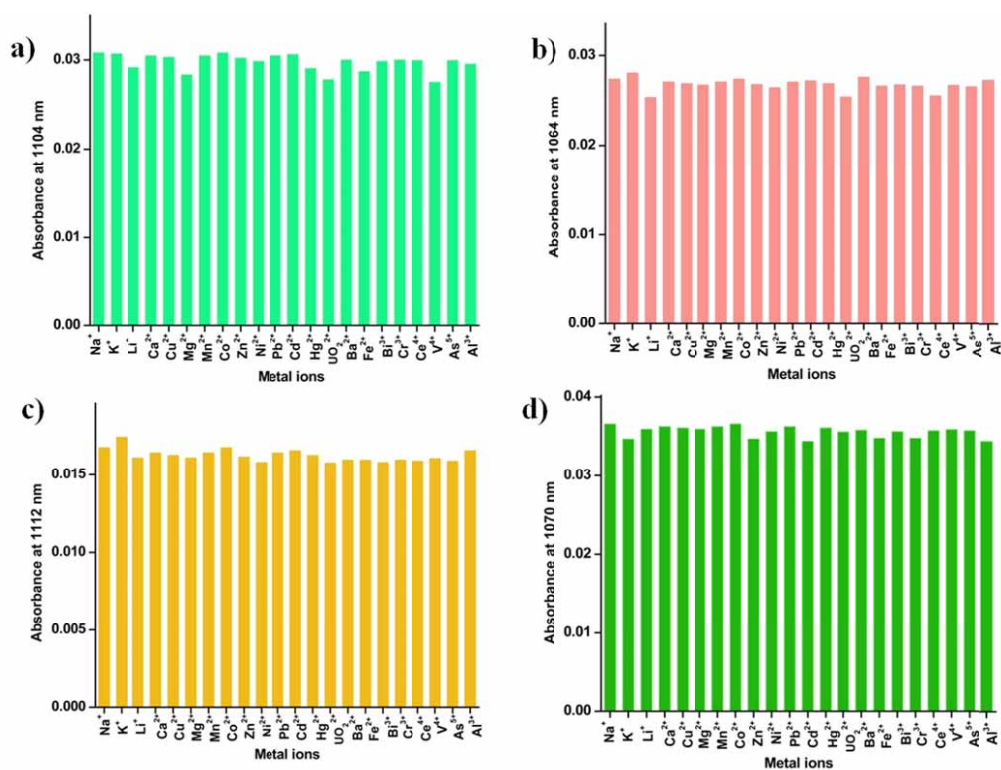 a)
Absorbance at 1104 nm
0.03
0.02
0.01
0.00
Na⁺ K⁺ Li⁺ Ca²⁺ Cu²⁺ Mg²⁺ Mn²⁺ Co²⁺ Zn²⁺ Ni²⁺ Pb²⁺ Cd²⁺ Hg²⁺ UO₂²⁺ Ba²⁺ Fe²⁺ Bi³⁺ Cr³⁺ Ce⁴⁺ V⁴⁺ As⁵⁺ Al³⁺
Metal ions
b)
Absorbance at 1064 nm
0.03
0.02
0.01
0.00
Na⁺ K⁺ Li⁺ Ca²⁺ Cu²⁺ Mg²⁺ Mn²⁺ Co²⁺ Zn²⁺ Ni²⁺ Pb²⁺ Cd²⁺ Hg²⁺ UO₂²⁺ Ba²⁺ Fe²⁺ Bi³⁺ Cr³⁺ Ce⁴⁺ V⁴⁺ As⁵⁺ Al³⁺
Metal ions
c)
Absorbance at 1112 nm
0.015
0.010
0.005
0.000
Na⁺ K⁺ Li⁺ Ca²⁺ Cu²⁺ Mg²⁺ Mn²⁺ Co²⁺ Zn²⁺ Ni²⁺ Pb²⁺ Cd²⁺ Hg²⁺ UO₂²⁺ Ba²⁺ Fe²⁺ Bi³⁺ Cr³⁺ Ce⁴⁺ V⁴⁺ As⁵⁺ Al³⁺
Metal ions
d)
Absorbance at 1070 nm
0.04
0.03
0.02
0.01
0.00
Na⁺ K⁺ Li⁺ Ca²⁺ Cu²⁺ Mg²⁺ Mn²⁺ Co²⁺ Zn²⁺ Ni²⁺ Pb²⁺ Cd²⁺ Hg²⁺ UO₂²⁺ Ba²⁺ Fe²⁺ Bi³⁺ Cr³⁺ Ce⁴⁺ V⁴⁺ As⁵⁺ Al³⁺
Metal ions